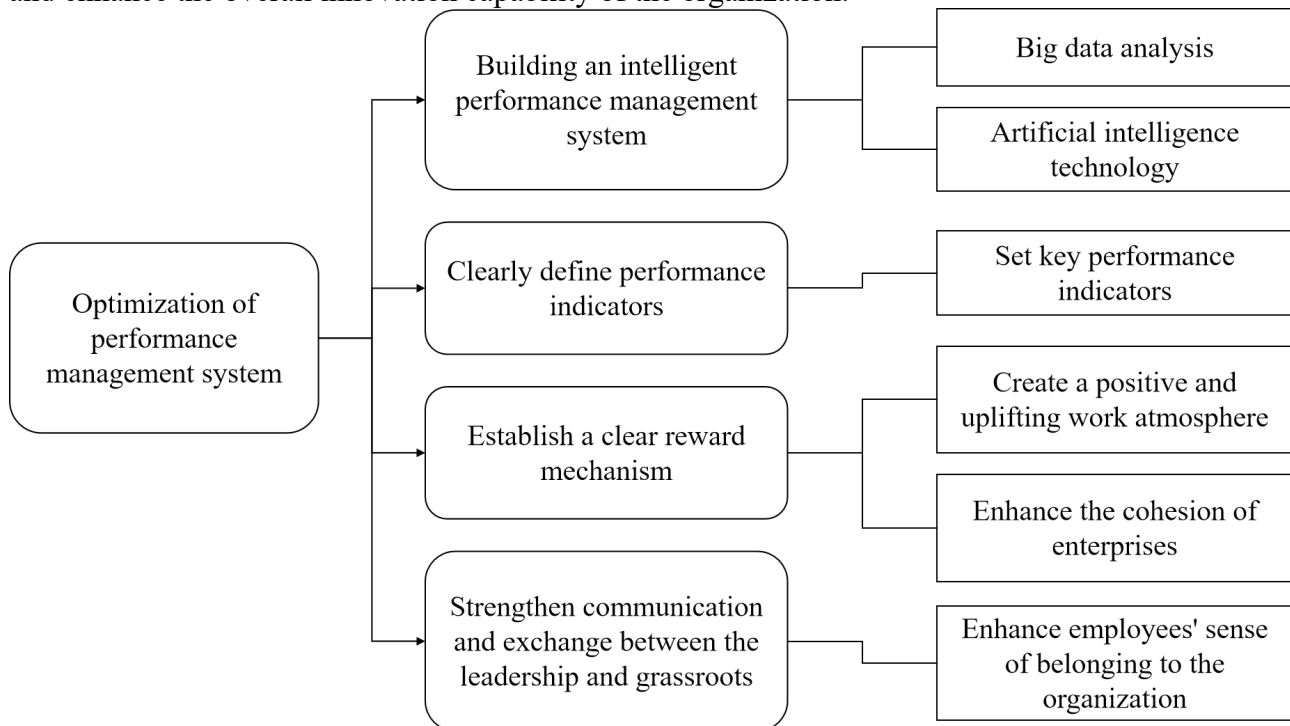 and enhance the overall innovation capability of the organization.
Building an intelligent
performance management
system
Big data analysis
Artificial intelligence
technology
Clearly define performance
indicators
Set key performance
indicators
Optimization of
performance
management system
Establish a clear reward
mechanism
Create a positive and
uplifting work atmosphere
Enhance the cohesion of
enterprises
Strengthen communication
and exchange between the
leadership and grassroots
Enhance employees' sense
of belonging to the
organization